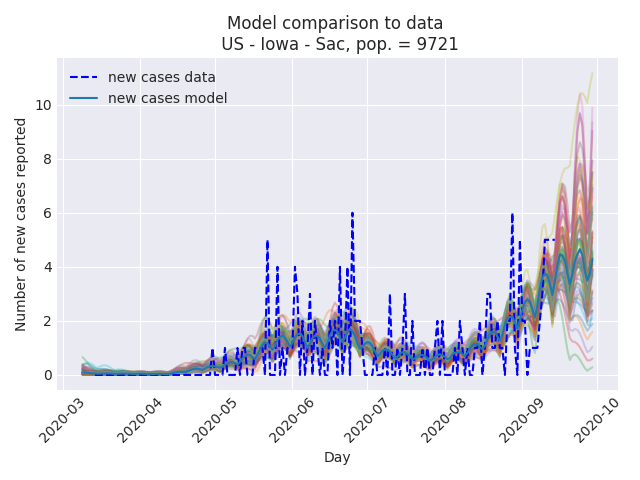 Model comparison to data
US - Iowa - Sac, pop. = 9721
new cases data
new cases model
Number of new cases reported
10
8
6
4
2
0
2020-03
2020-04
2020-05
2020-06
2020-07
2020-08
2020-09
2020-10
Day